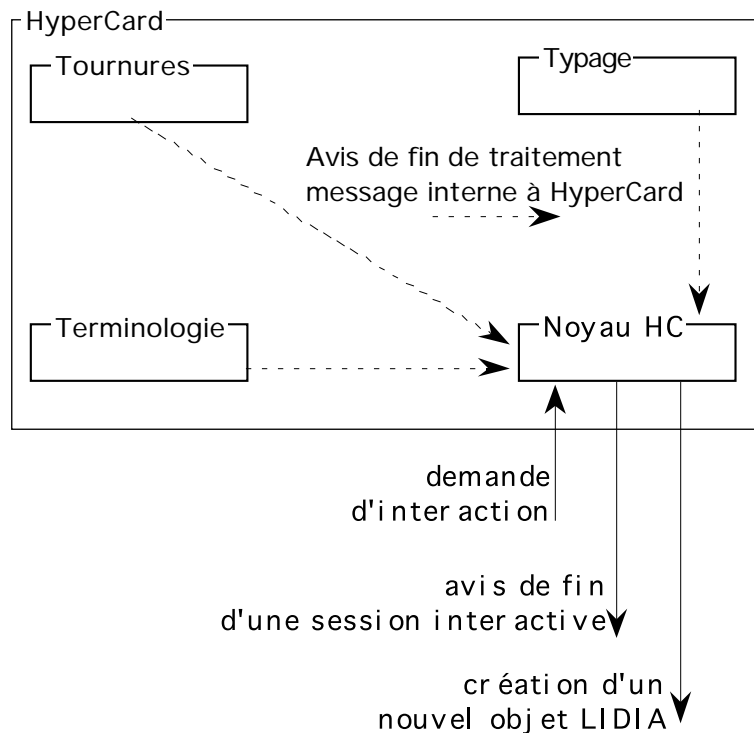 HyperCard
Tournures
Typage
Avis de fin de traitement
message interne à HyperCard
Terminologie
Noyau HC
demande
d'interaction
avis de fin
d'une session interactive
création d'un
nouvel objet LIDIA